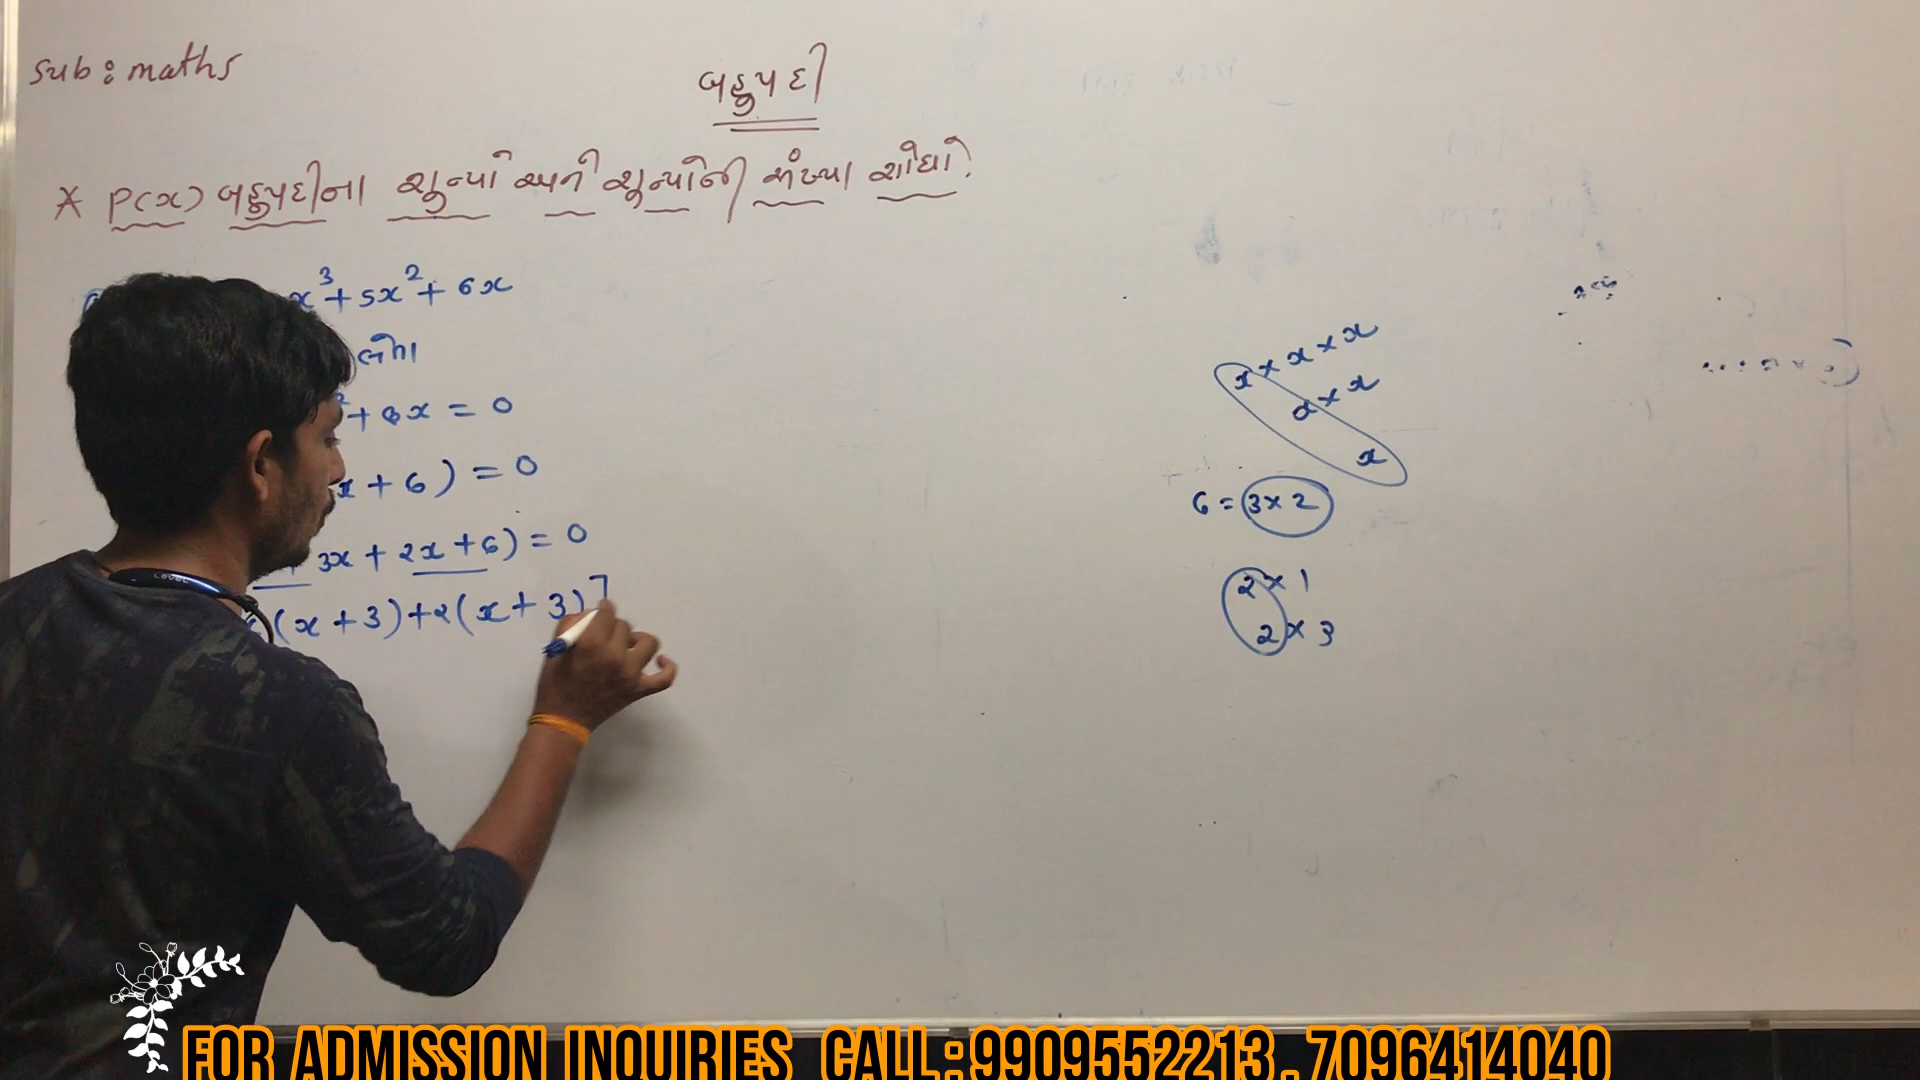 sub : maths
બહુપદી
* P(x) બહુપદીના શૂન્યો અને શૂન્યોની સંખ્યા શોધો.
x³ + 5x² + 6x
લેતા
+ 6x = 0
x + 6) = 0
3x + 2x + 6) = 0
(x + 3) + 2(x + 3)]
x × x × x
x × x
x
6 = 3 × 2
2 × 1
2 × 3
LEVEL
FOR ADMISSION INQUIRIES CALL : 9909552213 , 7096414040